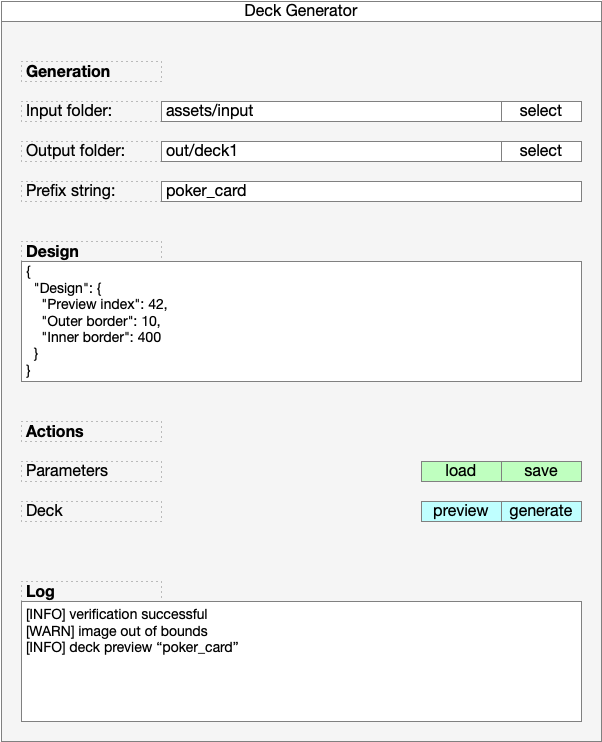 Deck Generator
Generation
Input folder: assets/input select
Output folder: out/deck1 select
Prefix string: poker_card
Design
{
"Design": {
"Preview index": 42,
"Outer border": 10,
"Inner border": 400
}
}
Actions
Parameters load save
Deck preview generate
Log
[INFO] verification successful
[WARN] image out of bounds
[INFO] deck preview “poker_card”